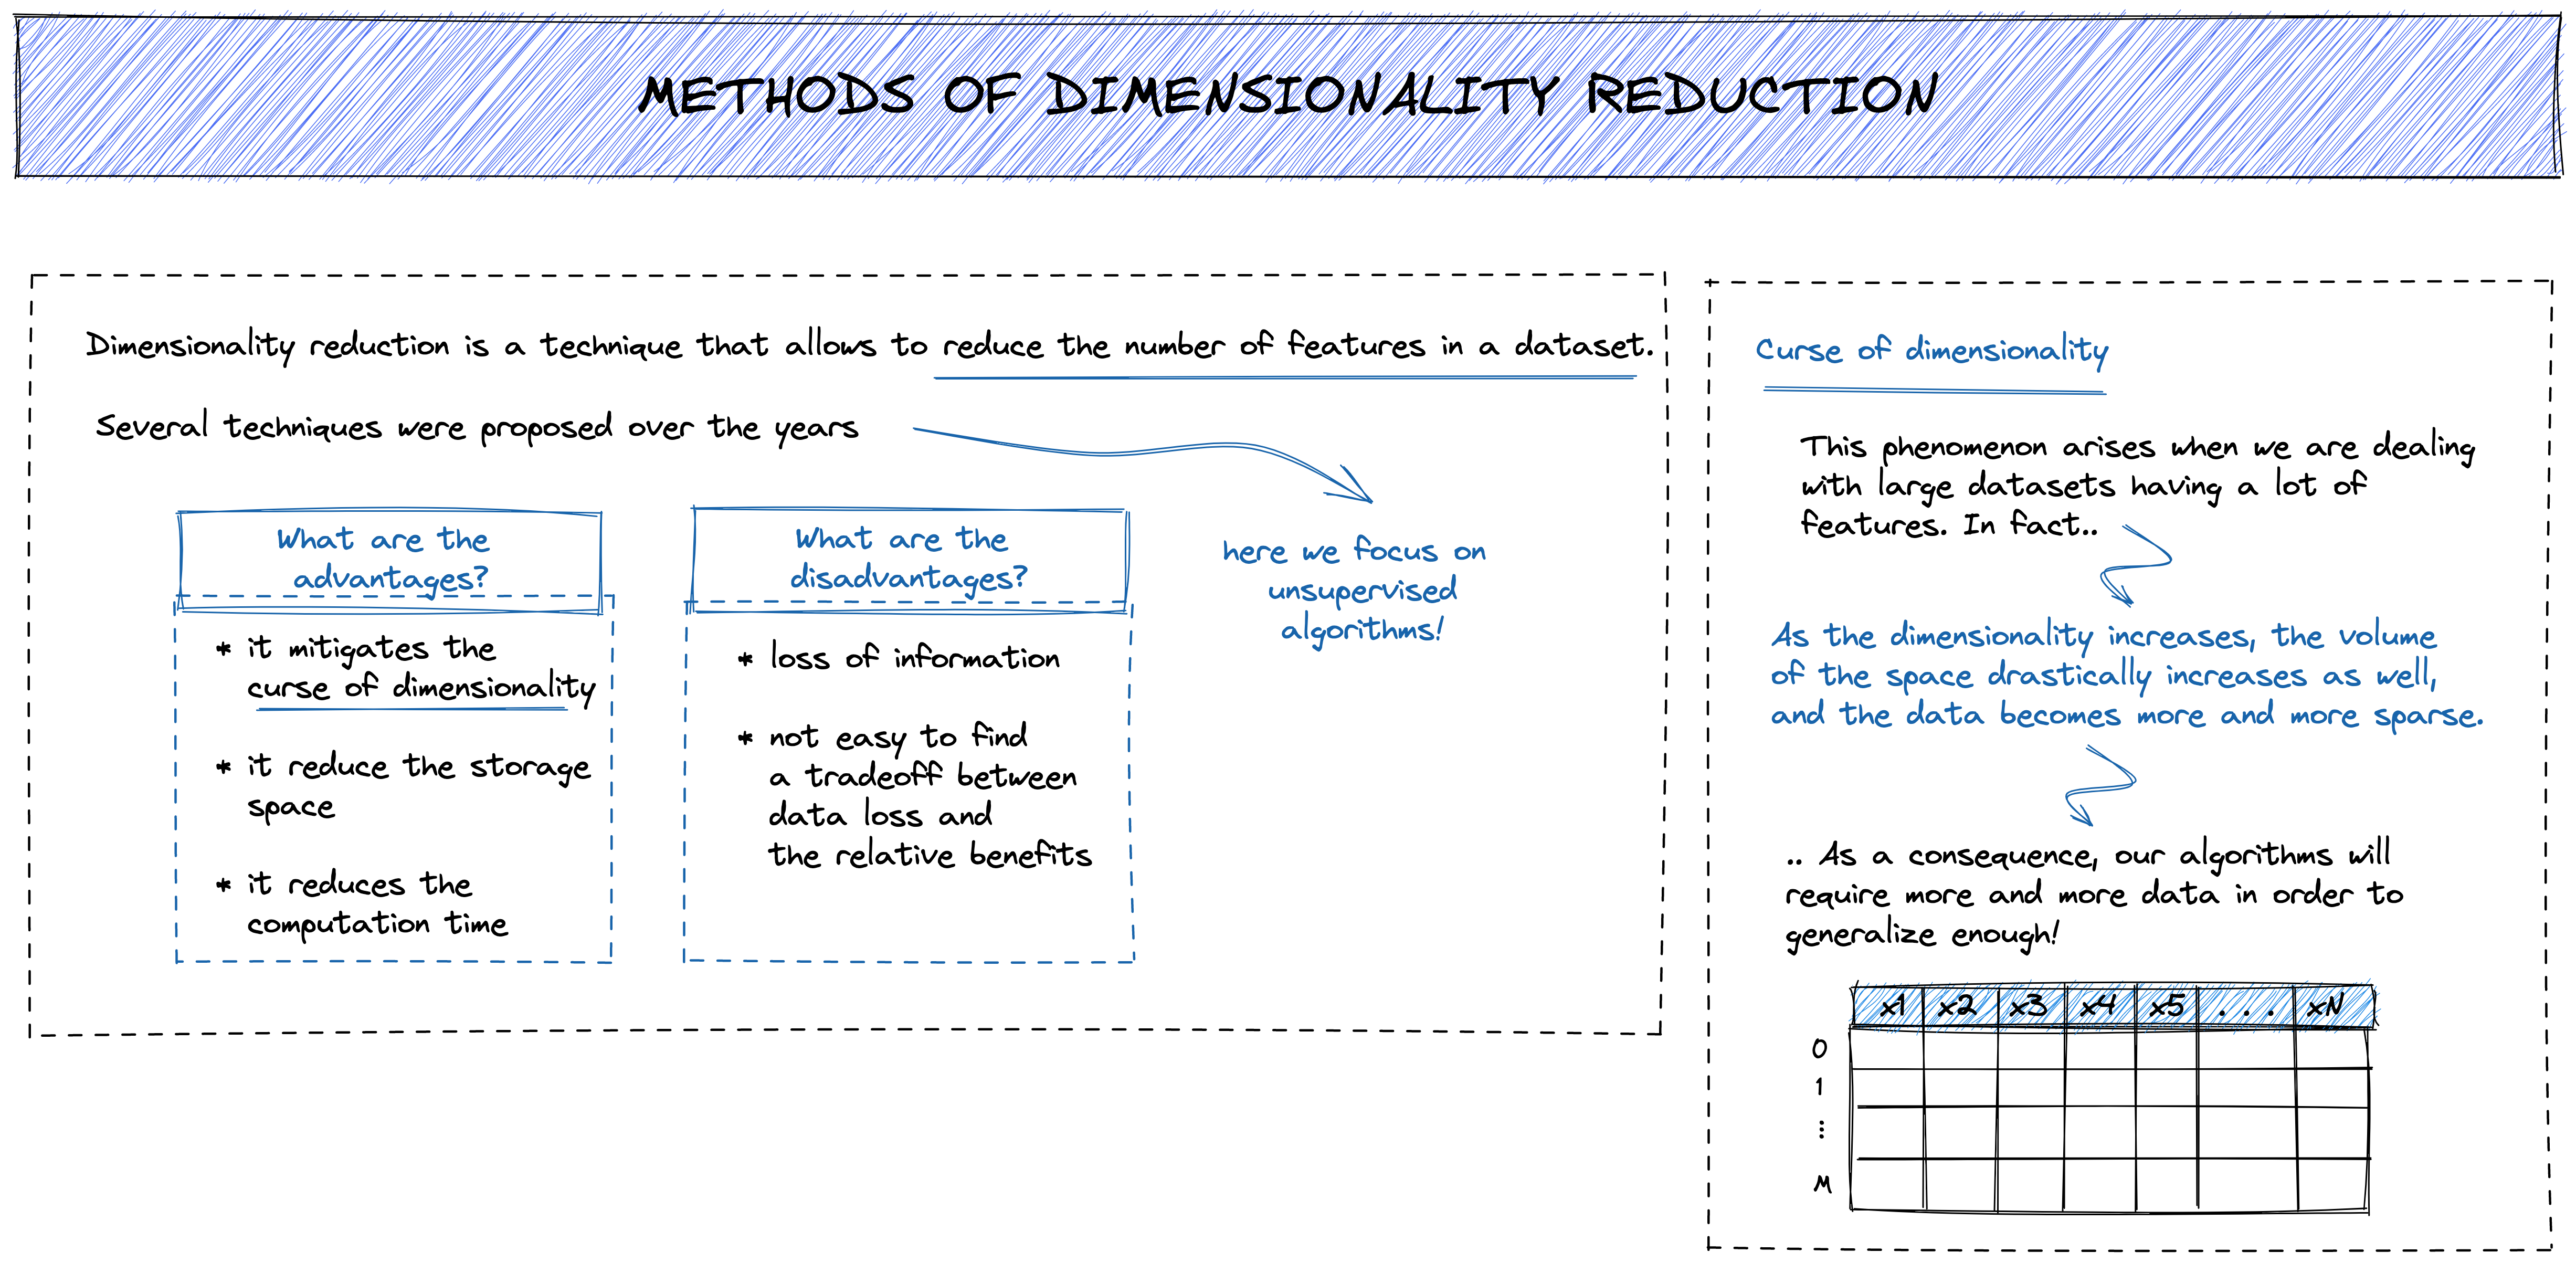 METHODS OF DIMENSIONALITY REDUCTION
Dimensionality reduction is a technique that allows to reduce the number of features in a dataset.
Several techniques were proposed over the years
here we focus on
unsupervised
algorithms!
What are the
advantages?
* it mitigates the
curse of dimensionality
* it reduce the storage
space
* it reduces the
computation time
What are the
disadvantages?
* loss of information
* not easy to find
a tradeoff between
data loss and
the relative benefits
Curse of dimensionality
This phenomenon arises when we are dealing
with large datasets having a lot of
features. In fact..
As the dimensionality increases, the volume
of the space drastically increases as well,
and the data becomes more and more sparse.
.. As a consequence, our algorithms will
require more and more data in order to
generalize enough!
x1 x2 x3 x4 x5 . . . xN
0
1
...
M